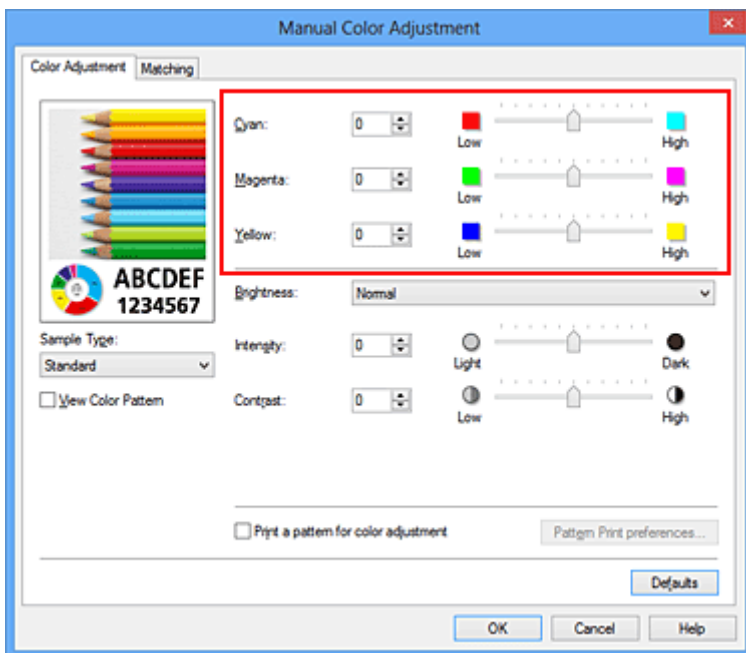 Manual Color Adjustment
Color Adjustment Matching
Cyan: 0 Low High
Magenta: 0 Low High
Yellow: 0 Low High
ABCDEF
1234567
Brightness: Normal
Sample Type:
Standard
Intensity: 0 Light Dark
View Color Pattern
Contrast: 0 Low High
Print a pattern for color adjustment Pattern Print preferences...
Defaults
OK Cancel Help